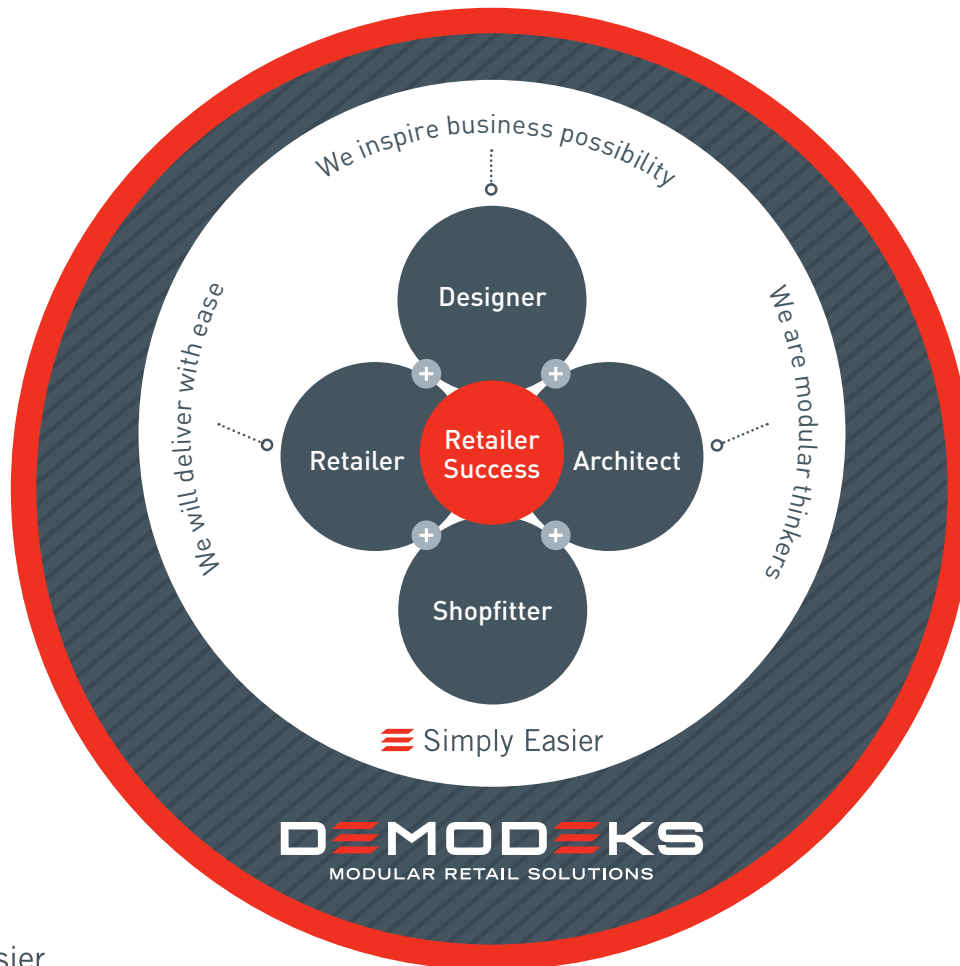 We inspire business possibility
We will deliver with ease
We are modular thinkers
Designer
+
+
Retailer
Retailer
Success
Architect
+
+
Shopfitter
Simply Easier
DEMODEKS
MODULAR RETAIL SOLUTIONS
sier